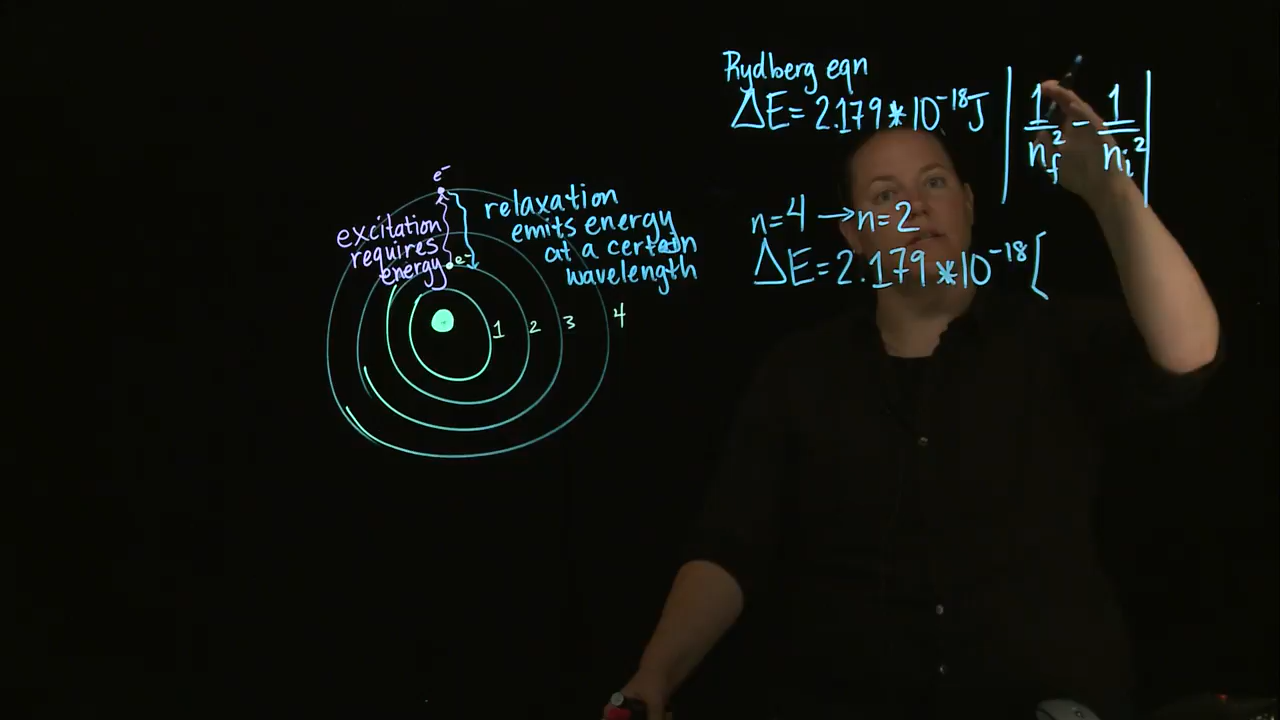 Rydberg eqn
ΔE= 2.179*10⁻¹⁸J | 1/n_f² - 1/n_i² |
n=4 →n=2
ΔE= 2.179*10⁻¹⁸[
e⁻
excitation
requires
energy
e⁻
relaxation
emits energy
at a certain
wavelength
1 2 3 4